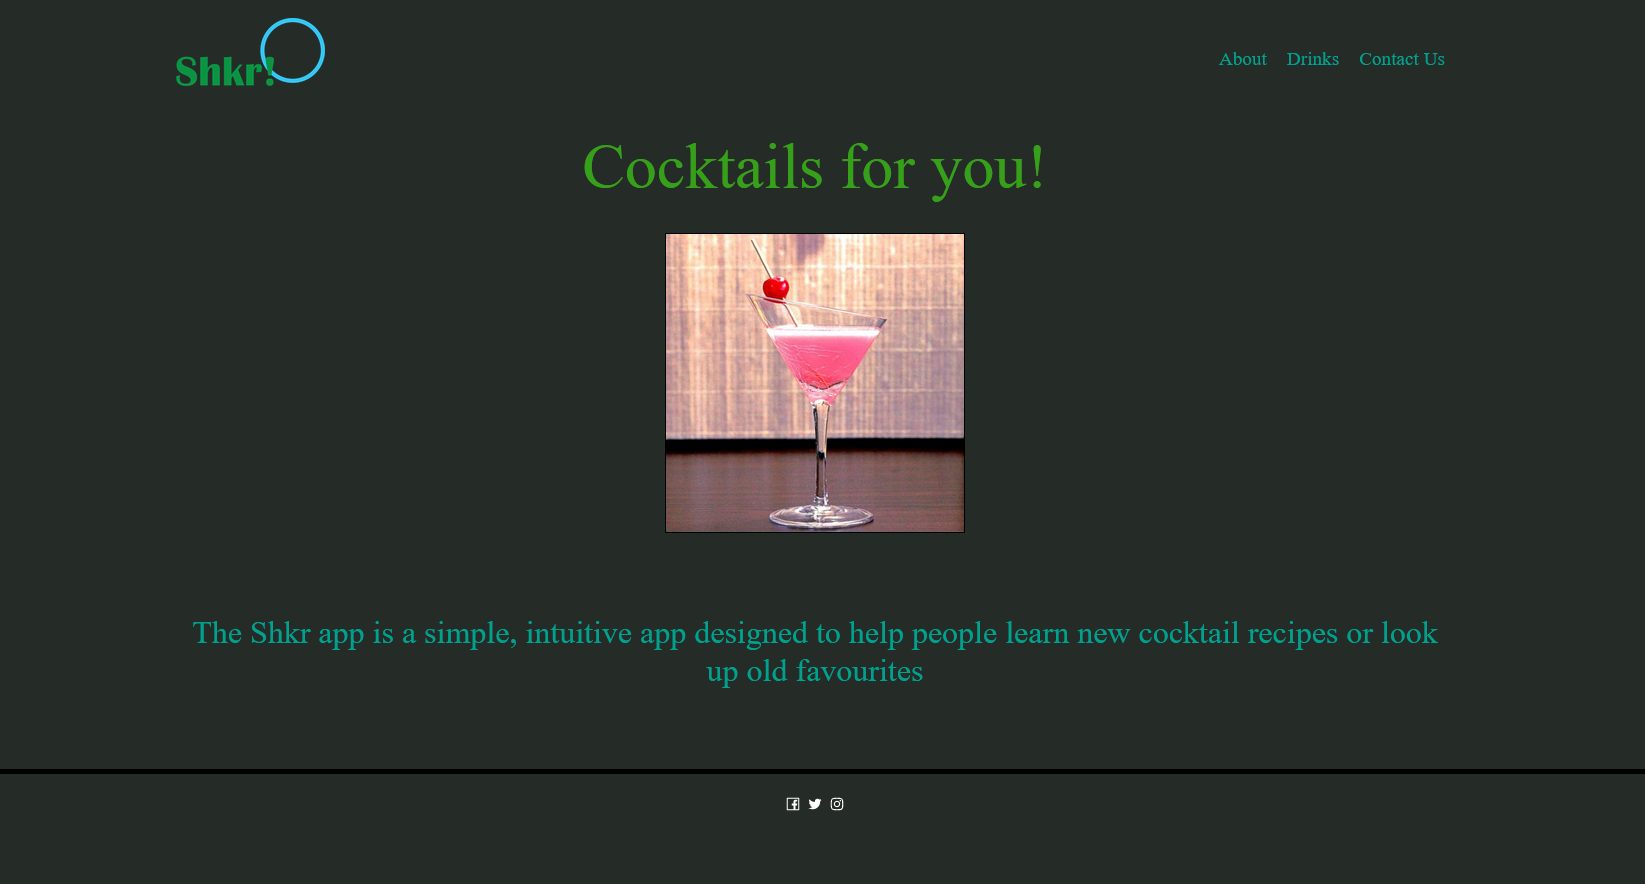 Shkr!
About Drinks Contact Us
Cocktails for you!
The Shkr app is a simple, intuitive app designed to help people learn new cocktail recipes or look
up old favourites